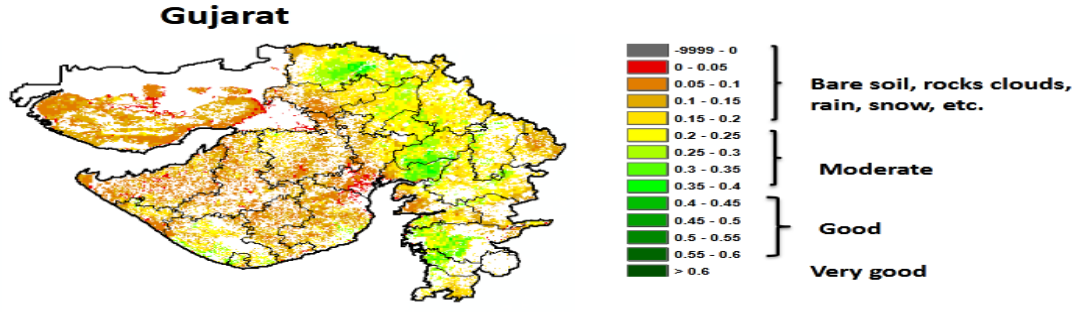 Gujarat
-9999 - 0
0 - 0.05
0.05 - 0.1
0.1 - 0.15
0.15 - 0.2
0.2 - 0.25
0.25 - 0.3
0.3 - 0.35
0.35 - 0.4
0.4 - 0.45
0.45 - 0.5
0.5 - 0.55
0.55 - 0.6
> 0.6
Bare soil, rocks clouds,
rain, snow, etc.
Moderate
Good
Very good